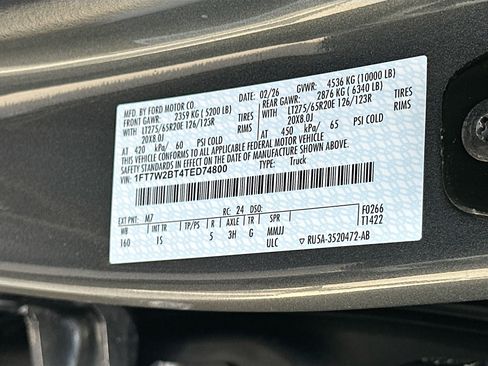 MFD. BY FORD MOTOR CO. 02/26 GVWR: 4536 KG (10000 LB)
FRONT GAWR: 2359 KG (5200 LB) REAR GAWR: 2876 KG (6340 LB)
WITH LT275/65R20E 126/123R TIRES WITH LT275/65R20E 126/123R TIRES
20X8.0J RIMS 20X8.0J RIMS
AT 420 kPa/ 60 PSI COLD AT 450 kPa/ 65 PSI COLD
THIS VEHICLE CONFORMS TO ALL APPLICABLE FEDERAL MOTOR VEHICLE
SAFETY STANDARDS IN EFFECT ON THE DATE OF MANUFACTURE SHOWN ABOVE.
VIN: 1FT7W2BT4TED74800 TYPE: Truck
EXT PNT: M7 RC: 24 DSO: F0266
WB INT TR TP/PS R AXLE TR SPR T1422
160 IS 5 3H G MMJJ
ULC ▽ RU5A-3520472-AB